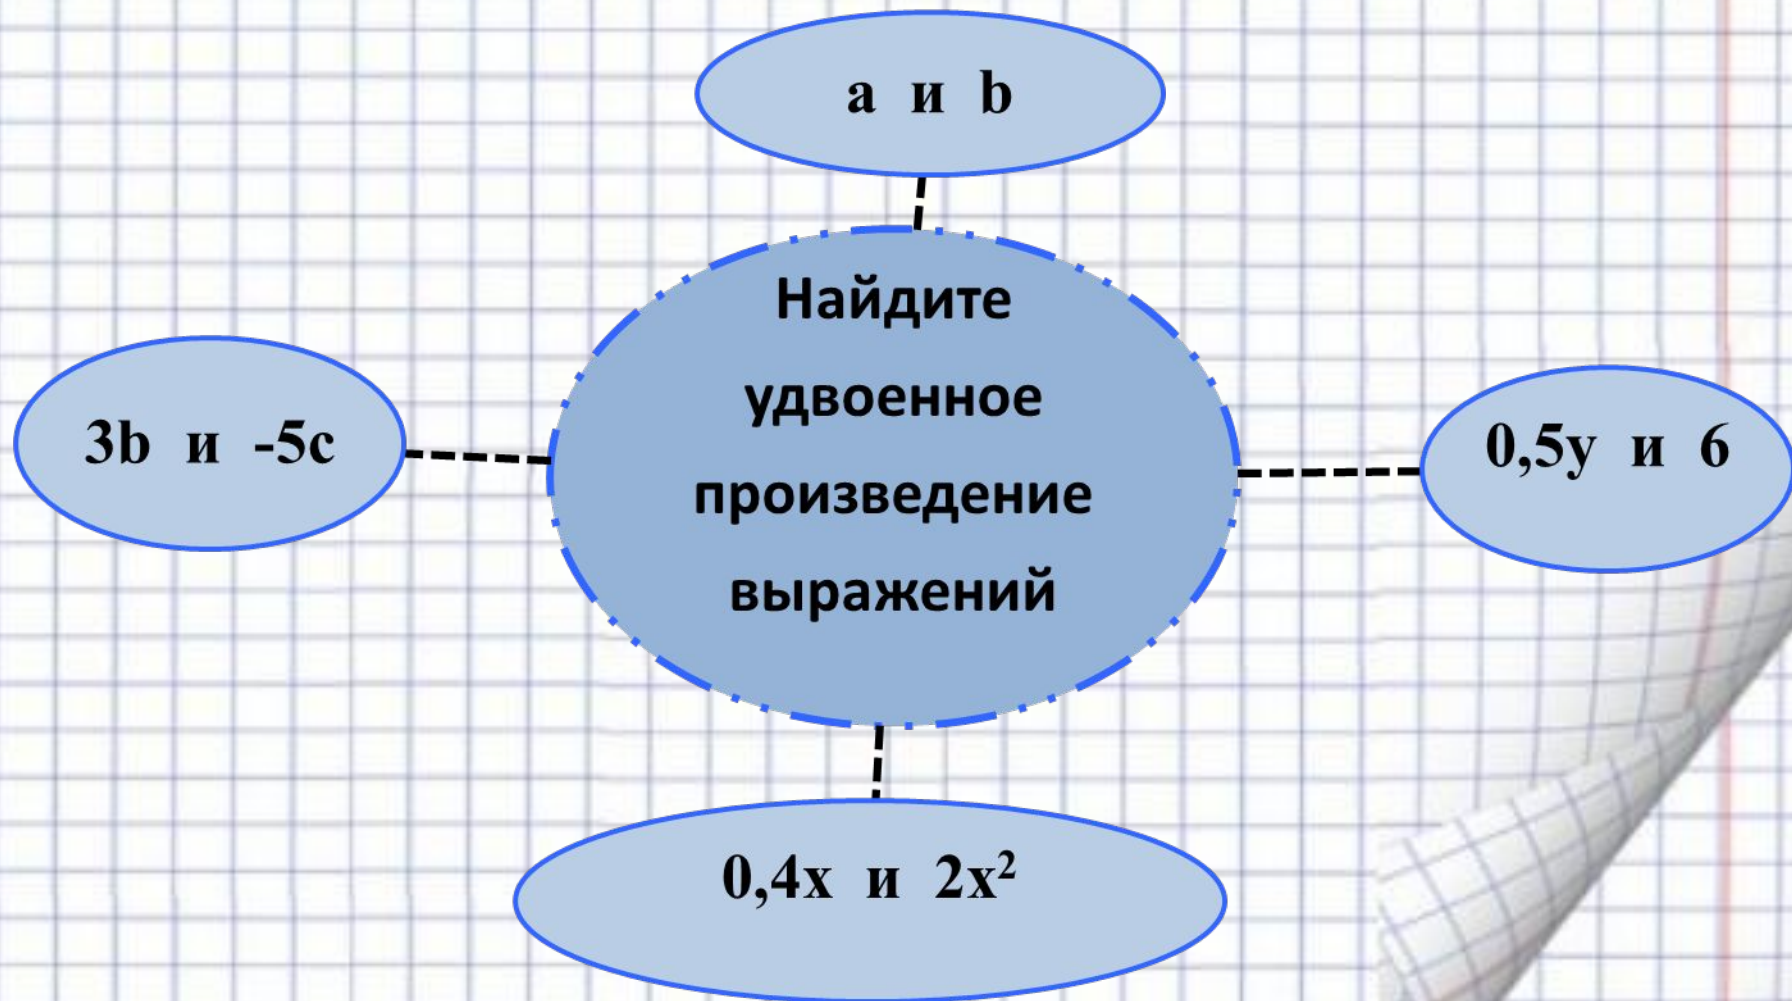 a и b
Найдите
удвоенное
произведение
выражений
3b и -5c
0,5y и 6
0,4x и 2x²